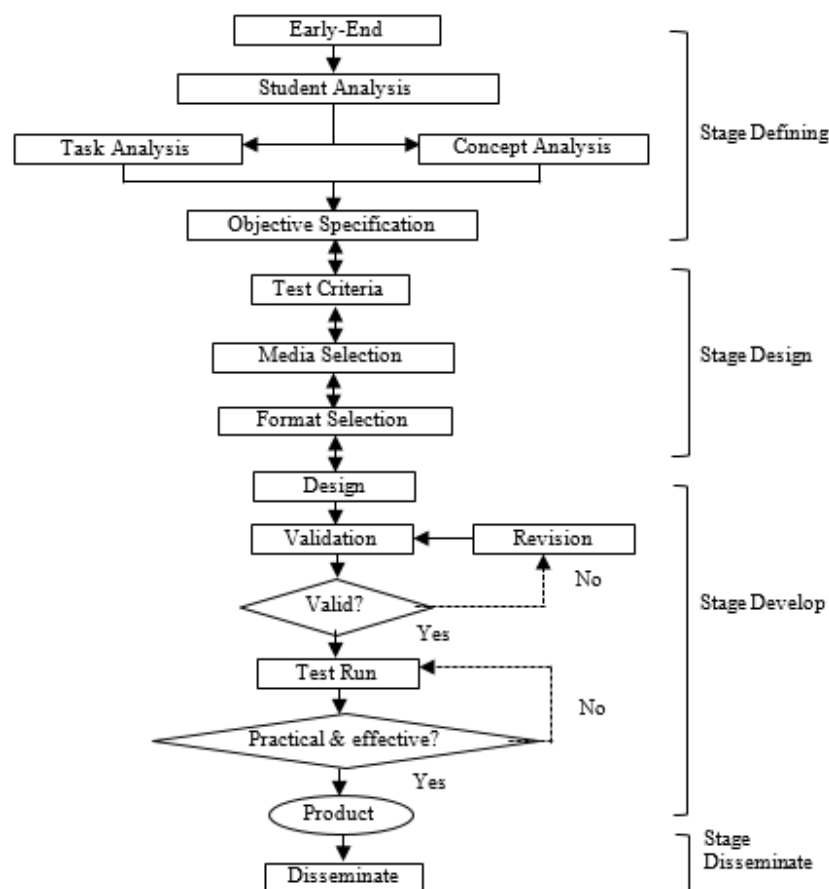 Early-End
Student Analysis
Task Analysis
Concept Analysis
Stage Defining
Objective Specification
Test Criteria
Media Selection
Stage Design
Format Selection
Design
Validation
Revision
No
Valid?
Stage Develop
Yes
Test Run
No
Practical & effective?
Yes
Product
Stage
Disseminate
Disseminate